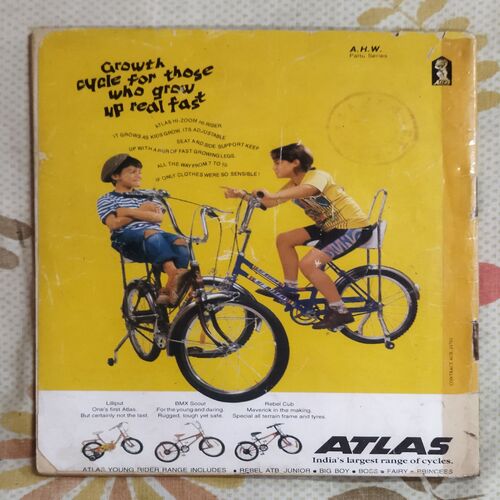 A.H.W.
Paito Series
Growth
cycle for those
who grow
up real fast
ATLAS HI-ZOOM HI-RISER.
IT GROWS AS KIDS GROW. ITS ADJUSTABLE
SEAT AND SIDE SUPPORT KEEP
UP WITH A PUR OF FAST GROWING LEGS.
ALL THE WAY FROM 7 TO 15
IF ONLY CLOTHES WERE SO SENSIBLE!
Lilliput
One's first Atlas.
But certainly not the last.
BMX Scout
For the young and daring.
Rugged, tough yet safe.
Rebel Cub
Maverick in the making.
Special all terrain frame and tyres.
ATLAS
India's largest range of cycles.
ATLAS YOUNG RIDER RANGE INCLUDES • REBEL ATB JUNIOR • BIG BOY • BOSS • FAIRY • PRINCESS